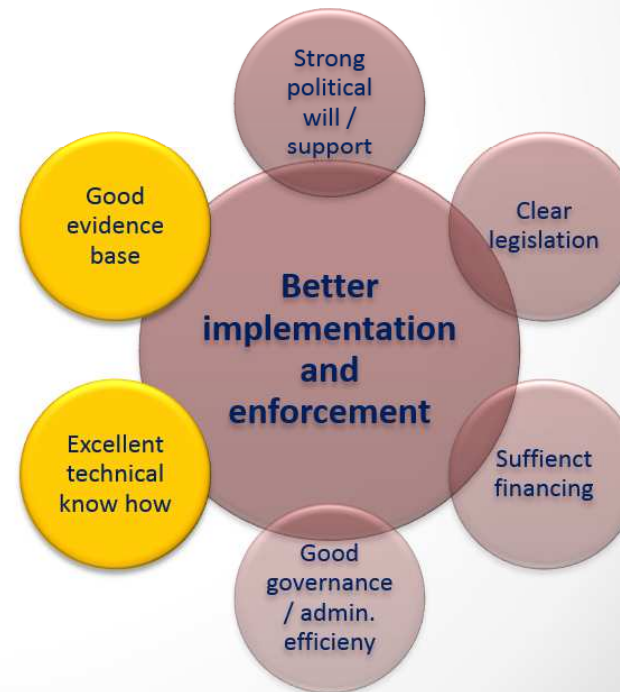 Strong
political
will /
support
Clear
legislation
Suffienct
financing
Good
governance
/ admin.
efficieny
Excellent
technical
know how
Good
evidence
base
Better
implementation
and
enforcement